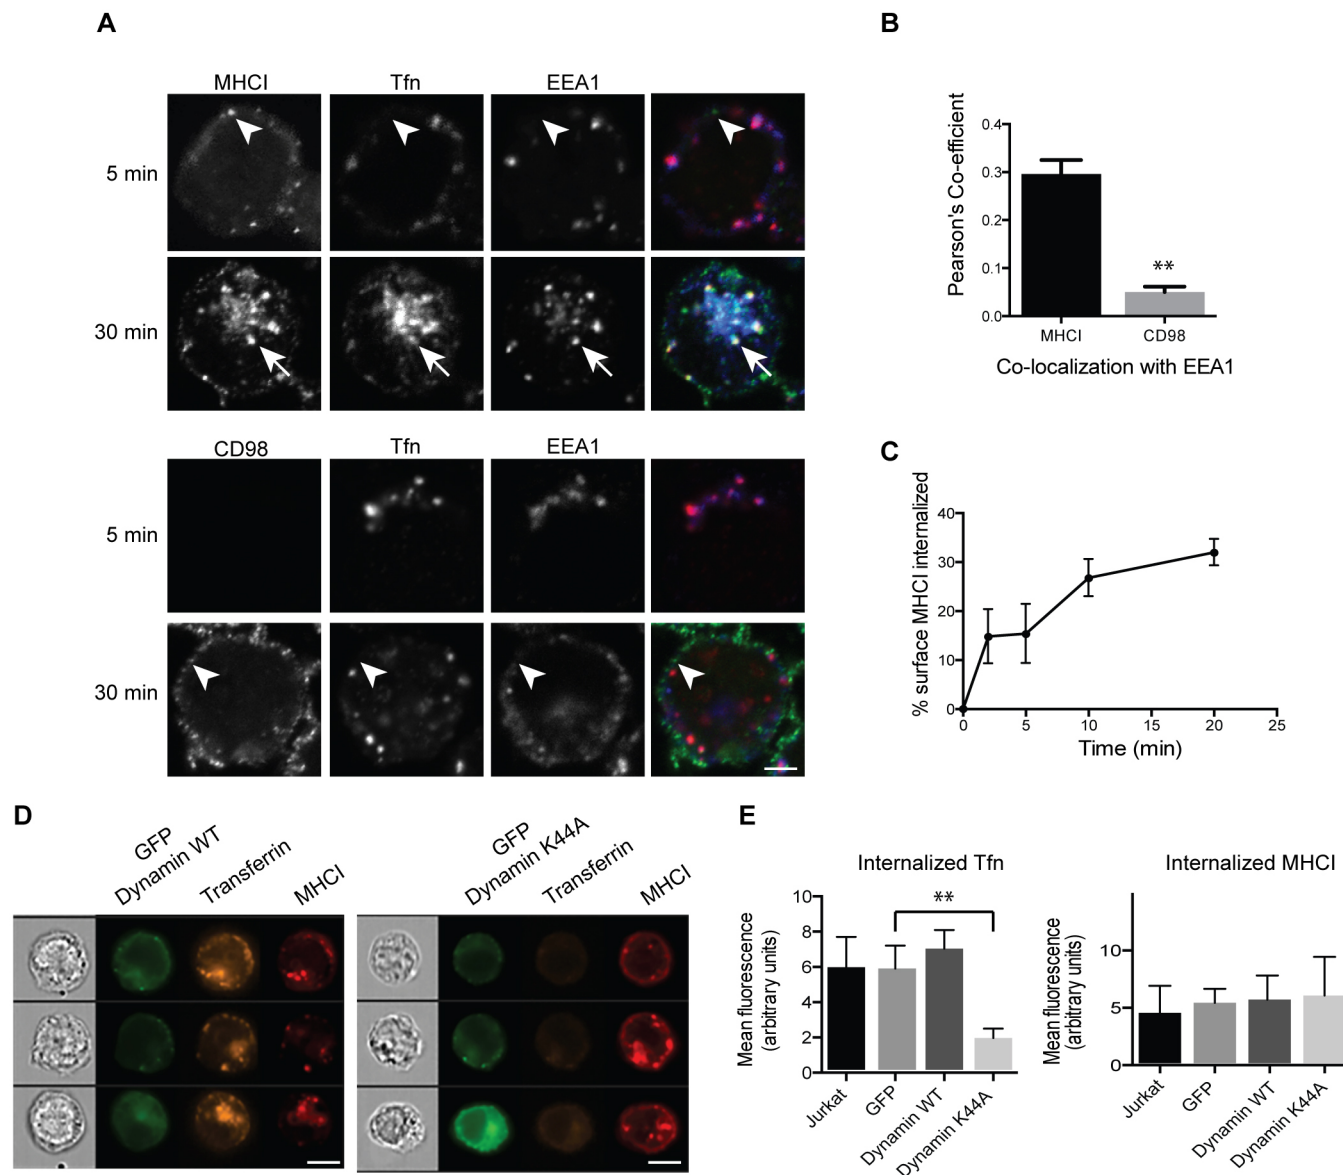 A
MHCI Tfn EEA1
5 min
30 min
CD98 Tfn EEA1
5 min
30 min
B
Pearson's Co-efficient
0.4
0.3
0.2
0.1
0.0
**
MHCI CD98
Co-localization with EEA1
C
% surface MHCI internalized
40
30
20
10
0
0 5 10 15 20 25
Time (min)
D
GFP
Dynamin WT
Transferrin
MHCI
GFP
Dynamin K44A
Transferrin
MHCI
E
Internalized Tfn
Mean fluorescence
(arbitrary units)
10
8
6
4
2
0
**
Jurkat
GFP
Dynamin WT
Dynamin K44A
Internalized MHCI
Mean fluorescence
(arbitrary units)
10
5
0
Jurkat
GFP
Dynamin WT
Dynamin K44A